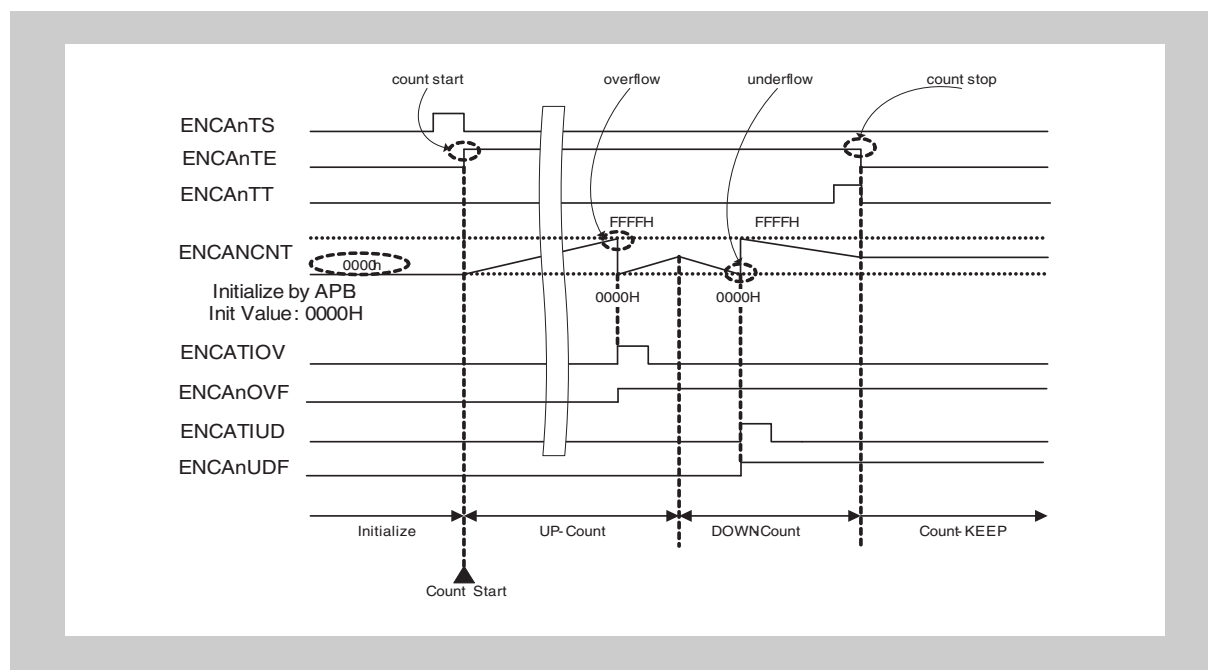 count start
overflow
underflow
count stop
ENCAnTS
ENCAnTE
ENCAnTT
FFFFH
FFFFH
ENCANCNT
0000h
Initialize by APB
Init Value: 0000H
0000H
0000H
ENCATIOV
ENCAnOVF
ENCATIUD
ENCAnUDF
Initialize
UP-Count
DOWNCount
Count-KEEP
Count Start